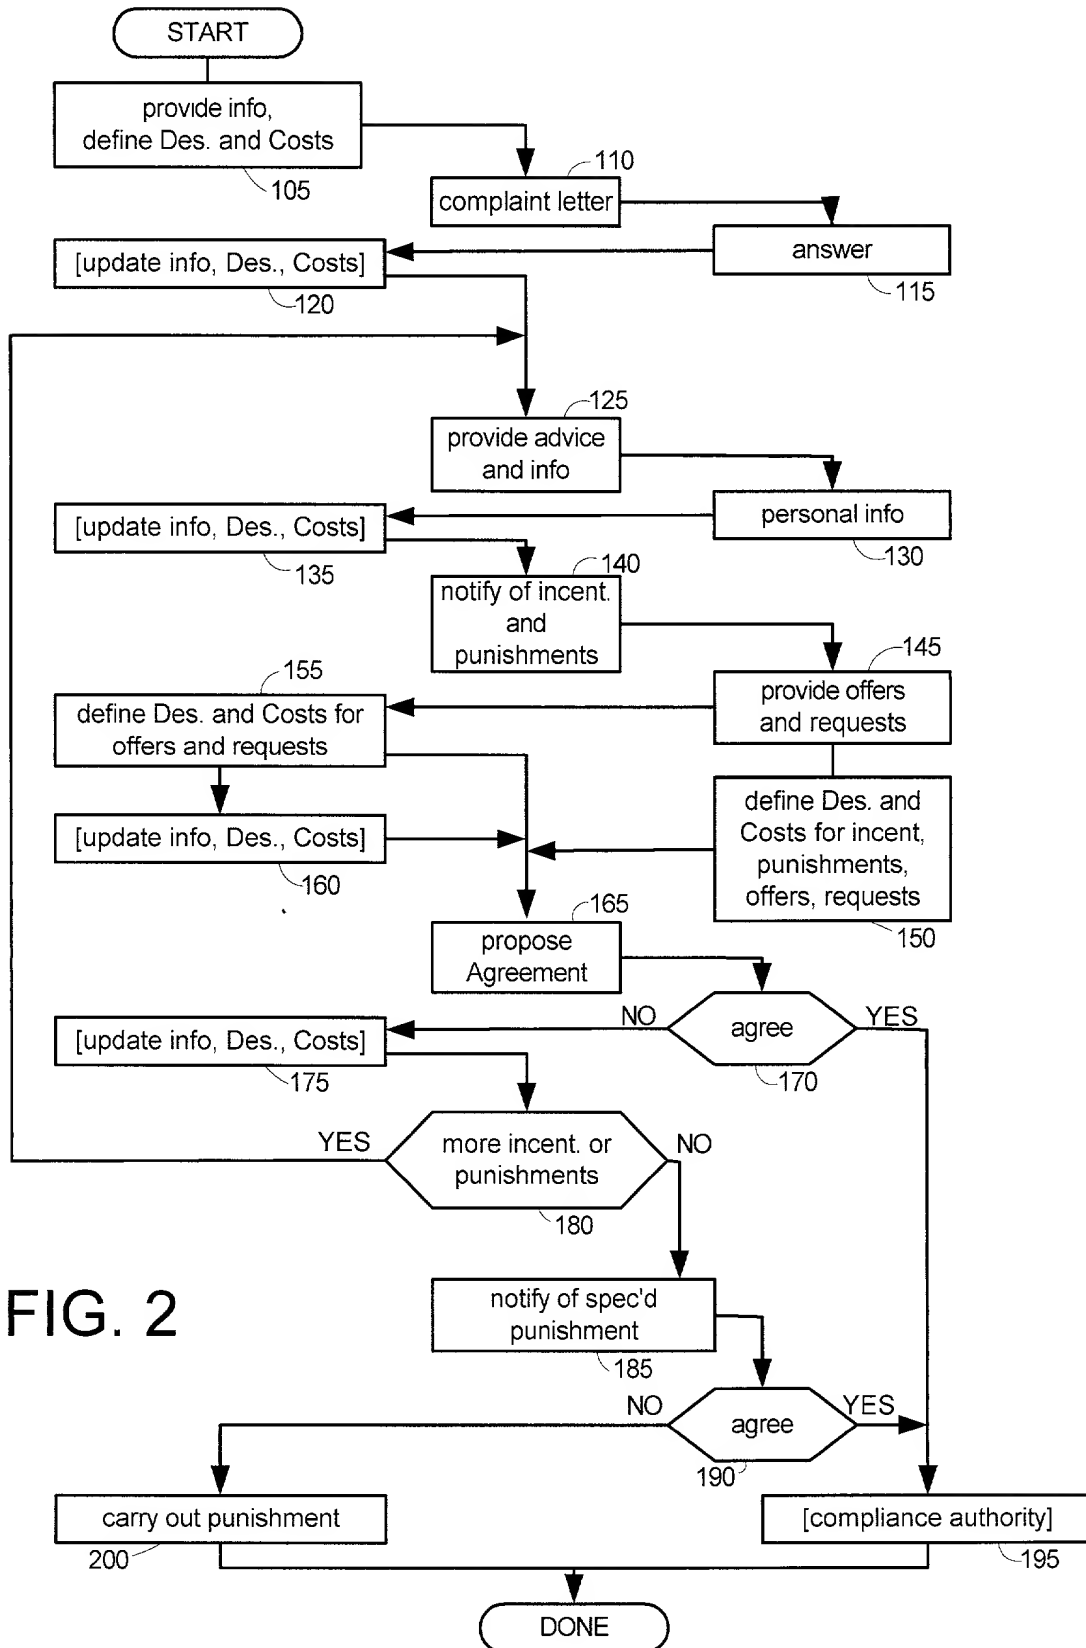 START
provide info,
define Des. and Costs
105
110
complaint letter
answer
115
[update info, Des., Costs]
120
125
provide advice
and info
personal info
130
[update info, Des., Costs]
135
140
notify of incent.
and
punishments
145
provide offers
and requests
155
define Des. and Costs for
offers and requests
define Des. and
Costs for incent,
punishments,
offers, requests
150
[update info, Des., Costs]
160
165
propose
Agreement
NO
agree
YES
170
[update info, Des., Costs]
175
YES
more incent. or
punishments
NO
180
FIG. 2
notify of spec'd
punishment
185
NO
agree
YES
190
carry out punishment
200
[compliance authority]
195
DONE